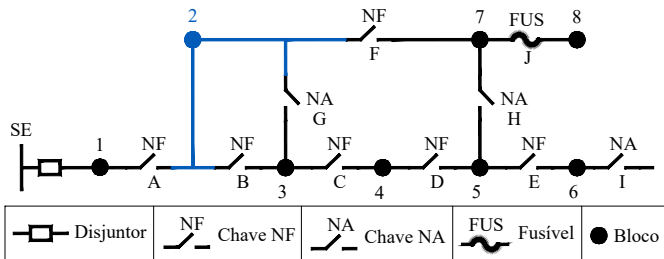 2 NF 7 FUS 8
F J
NA NA
G H
SE 1 NF NF NF NF NF NA
A B 3 C 4 D 5 E 6 I
Disjuntor NF Chave NF NA Chave NA FUS Fusível Bloco